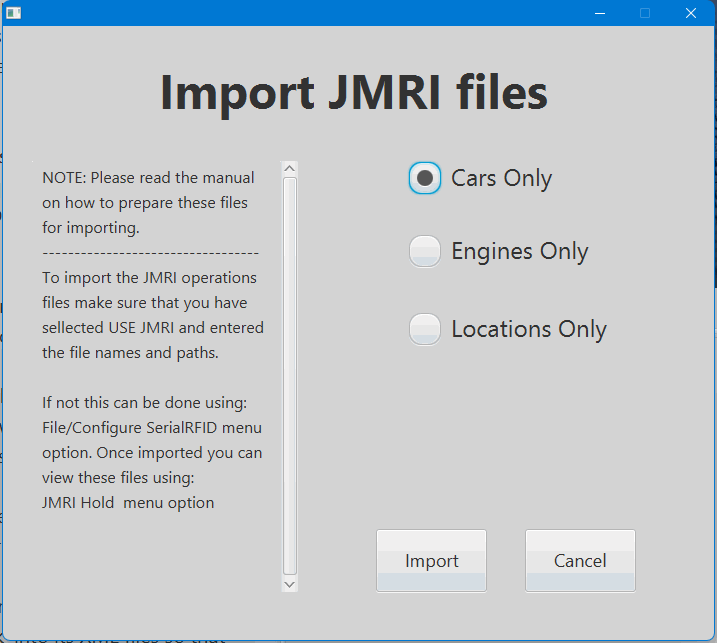 Import JMRI files
NOTE: Please read the manual
on how to prepare these files
for importing.
----------------------------------
To import the JMRI operations
files make sure that you have
sellected USE JMRI and entered
the file names and paths.
If not this can be done using:
File/Configure SerialRFID menu
option. Once imported you can
view these files using:
JMRI Hold  menu option
Cars Only
Engines Only
Locations Only
Import
Cancel